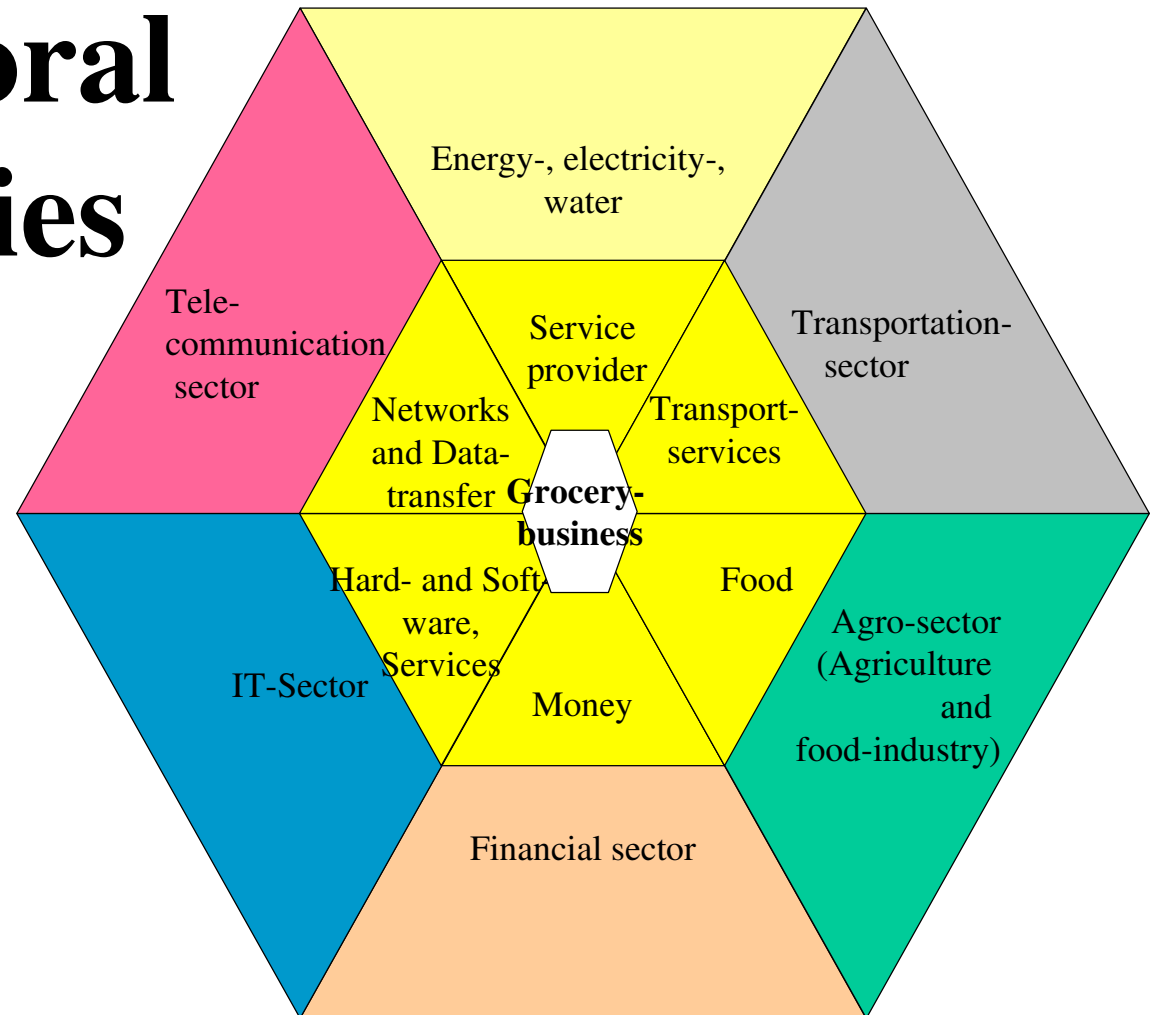 oral
ies
Energy-, electricity-,
water
Tele-
communication
sector
Transportation-
sector
Service
provider
Networks
and Data-
transfer
Transport-
services
Grocery-
business
Hard- and Soft-
ware,
Services
Food
Money
IT-Sector
Agro-sector
(Agriculture
and
food-industry)
Financial sector